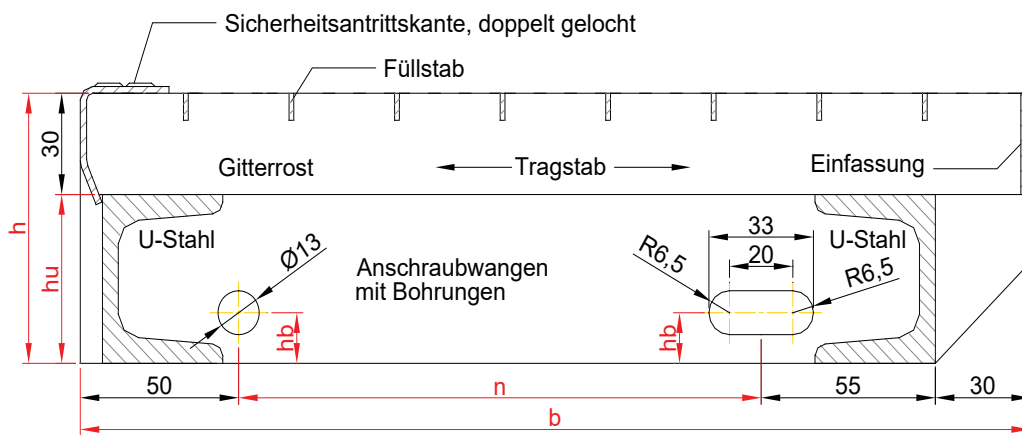 Sicherheitsantrittskante, doppelt gelocht
Füllstab
30
Gitterrost
Tragstab
Einfassung
h
hu
U-Stahl
Ø13
Anschraubwangen
mit Bohrungen
hb
R6,5
33
20
U-Stahl
R6,5
hb
50
n
55
30
b